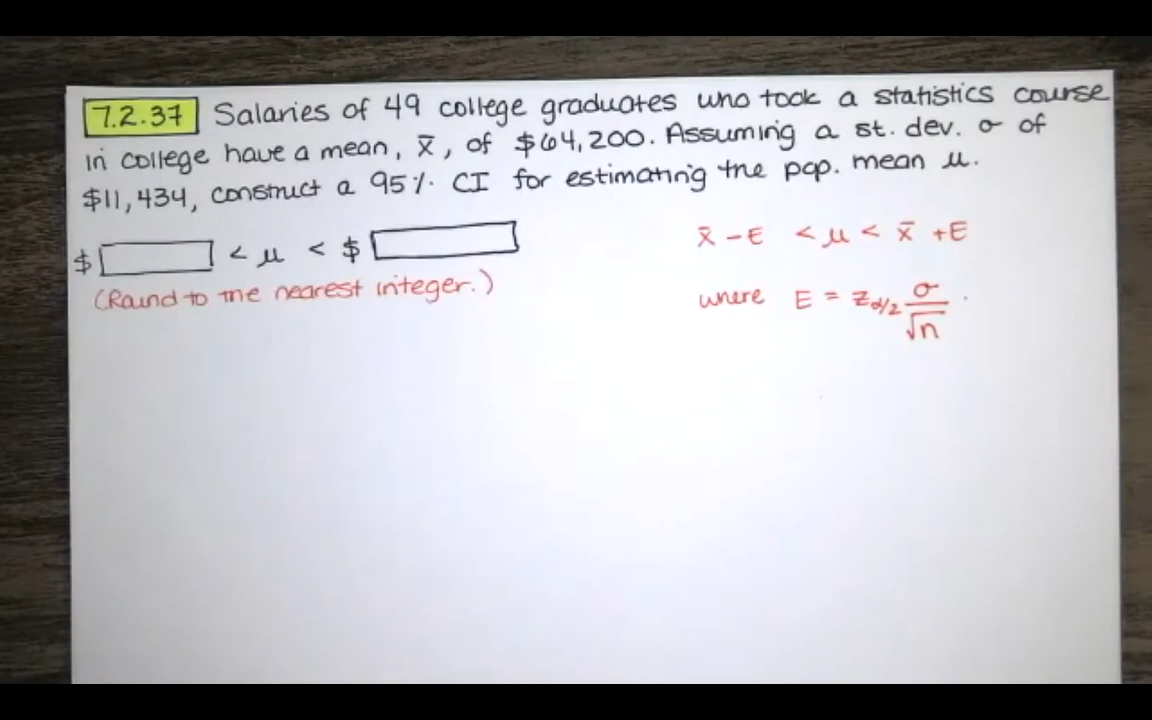 7.2.37 Salaries of 49 college graduates who took a statistics course
in college have a mean, x̄, of $64,200. Assuming a st. dev. σ of
$11,434, construct a 95% CI for estimating the pop. mean μ.
$ < μ < $
(Round to the nearest integer.)
x̄ - E < μ < x̄ + E
where E = z_α/2 σ/√n.